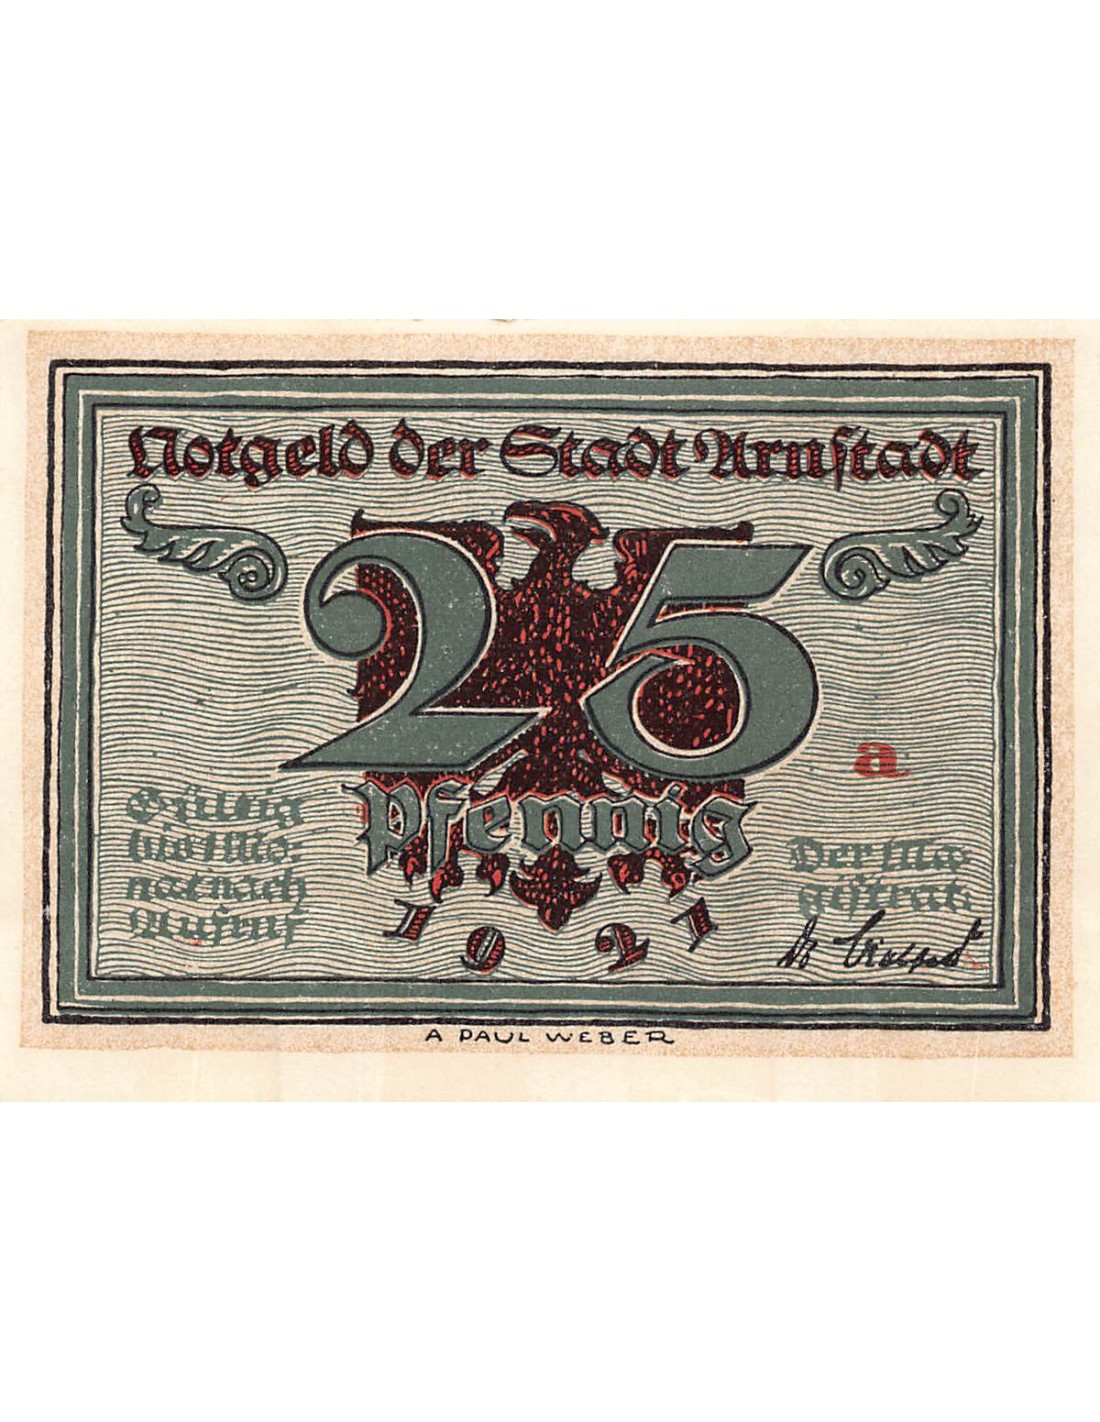 Notgeld der Stadt Arnstadt
25
Pfennig
1921
a
Gültig
bis 1 Mo=
nat nach
Aufruf
Der Ma=
gistrat:
A PAUL WEBER